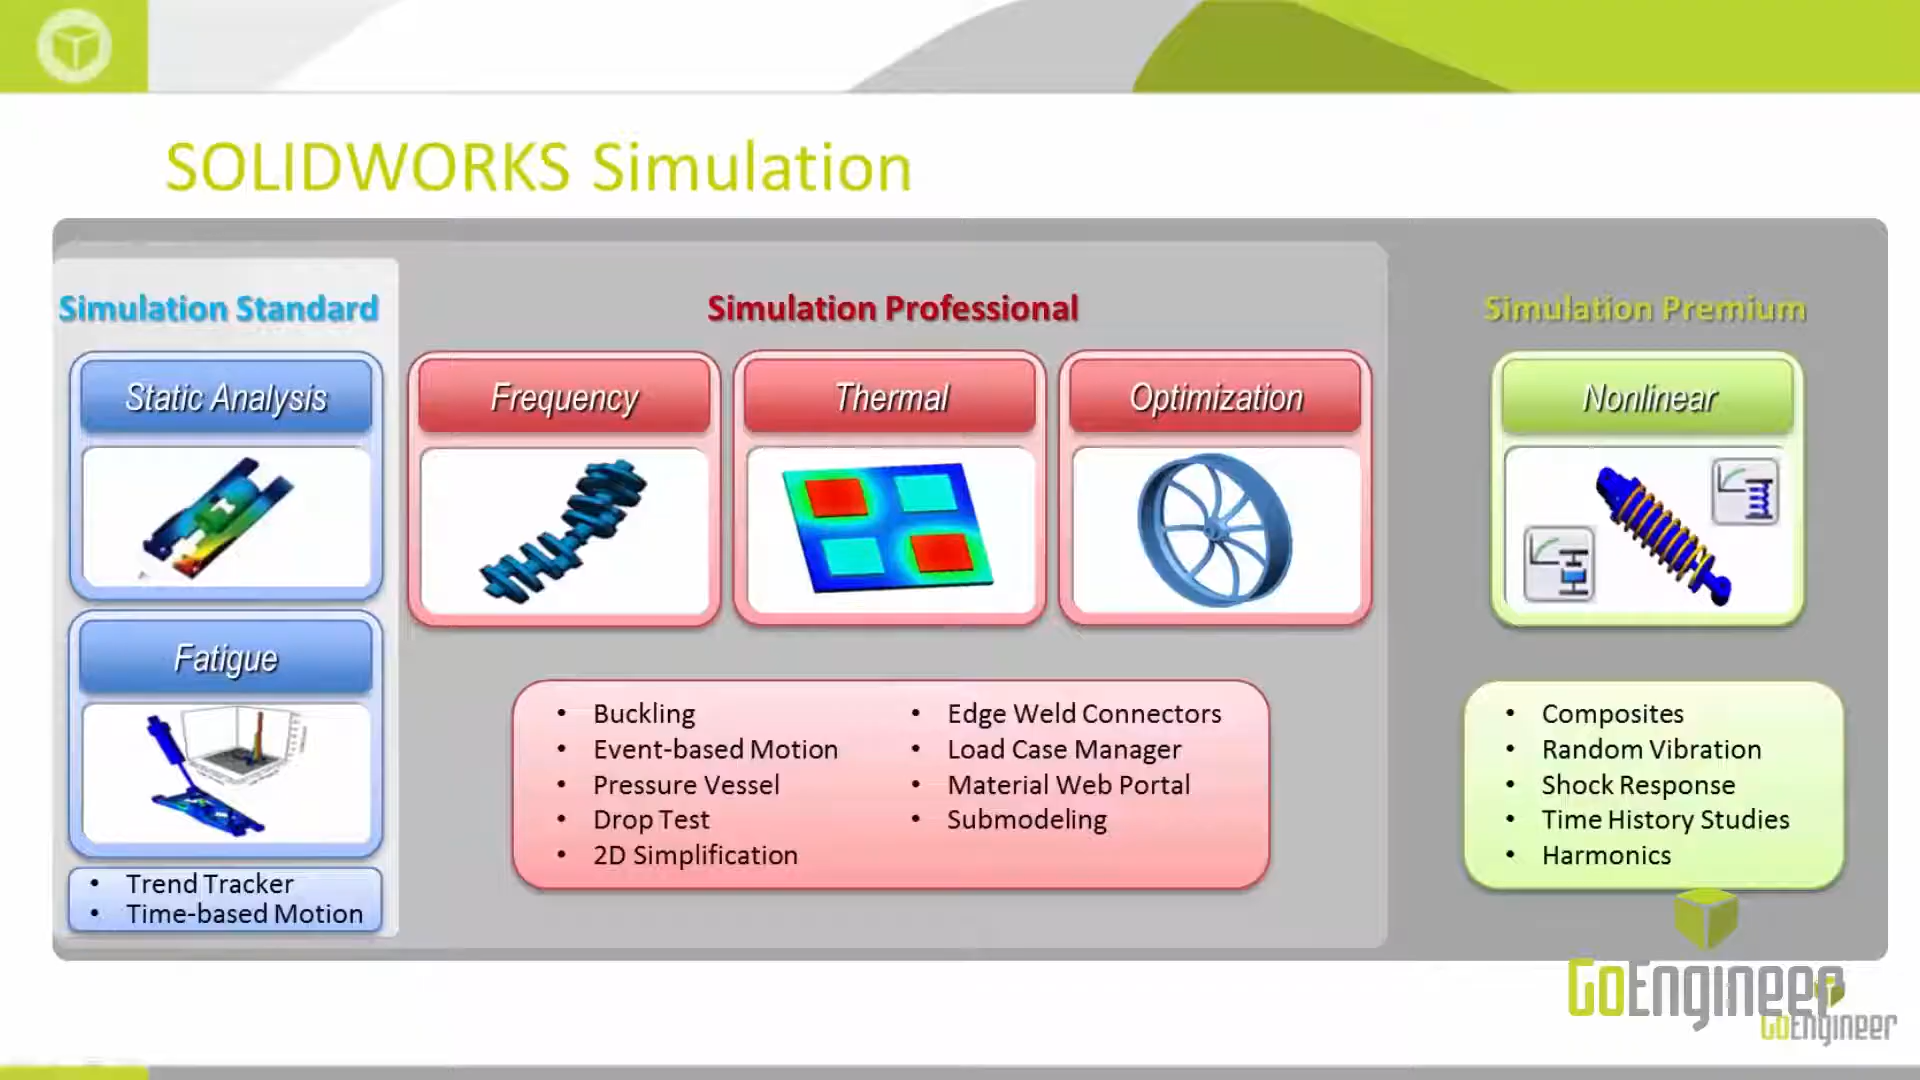 SOLIDWORKS Simulation
Simulation Standard
Static Analysis
Fatigue
• Trend Tracker
• Time-based Motion
Simulation Professional
Frequency
Thermal
Optimization
• Buckling
• Event-based Motion
• Pressure Vessel
• Drop Test
• 2D Simplification
• Edge Weld Connectors
• Load Case Manager
• Material Web Portal
• Submodeling
Simulation Premium
Nonlinear
• Composites
• Random Vibration
• Shock Response
• Time History Studies
• Harmonics
GoEngineer
GoEngineer